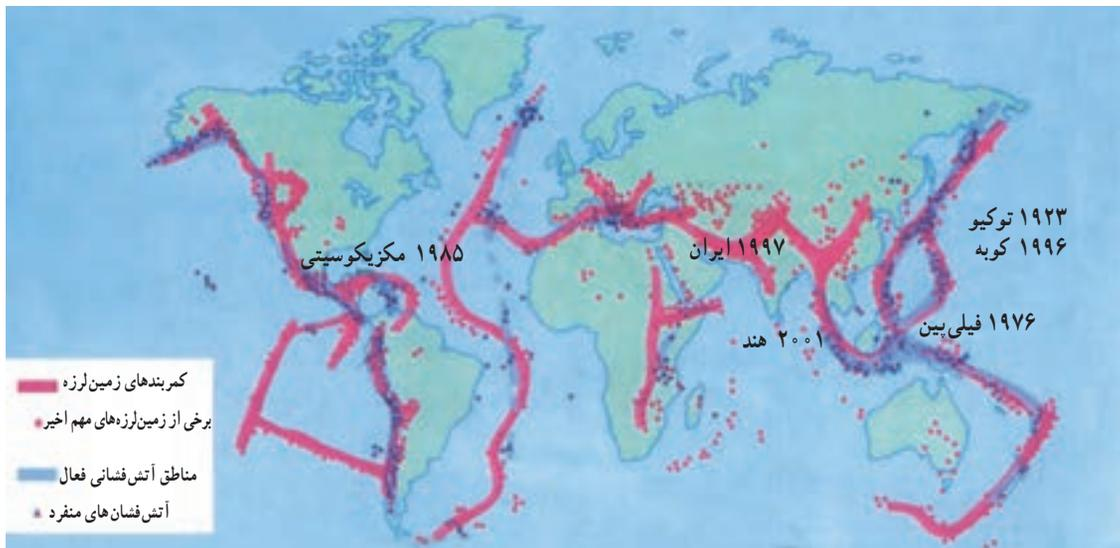 ۱۹۲۳ توکیو
۱۹۹۶ کوبه
۱۹۹۷ ایران
۱۹۸۵ مکزیکوسیتی
۱۹۷۶ فیلی‌پین
۲۰۰۱ هند
کمربندهای زمین‌لرزه
برخی از زمین‌لرزه‌های مهم اخیر
مناطق آتش‌فشانی فعال
آتش‌فشان‌های منفرد